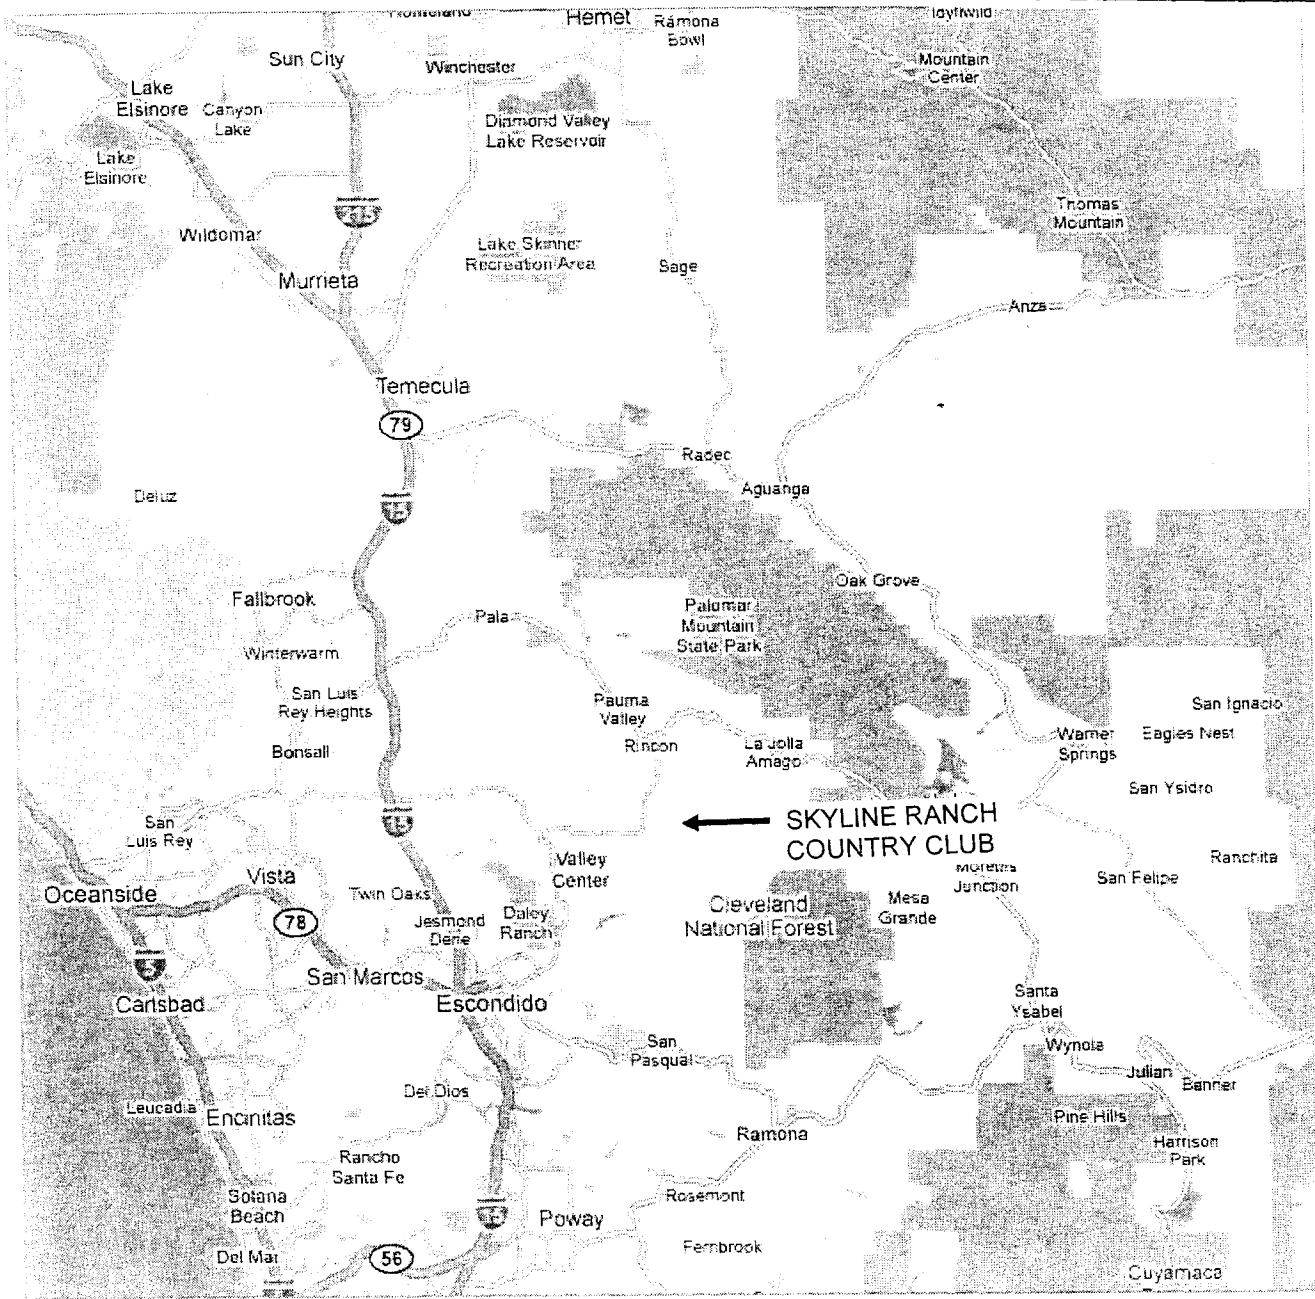 Homeland
Hemet
Ramona
Bowl
Idyllwild
Sun City
Winchester
Mountain
Center
Lake
Elsinore
Canyon
Lake
Diamond Valley
Lake Reservoir
Lake
Elsinore
215
Thomas
Mountain
Wildomar
Lake Skinner
Recreation Area
Sage
Murrieta
Anza
Temecula
79
Radec
Aguanga
Deluz
15
Oak Grove
Fallbrook
Pala
Palomar
Mountain
State Park
Winterwarm
San Luis
Rey Heights
Pauma
Valley
San Ignacio
Bonsall
Rincon
La Jolla
Amago
Warner
Springs
Eagles Nest
San Ysidro
15
SKYLINE RANCH
COUNTRY CLUB
San
Luis Rey
Valley
Center
Ranchita
Vista
Oceanside
Twin Oaks
Morettis
Junction
San Felipe
Mesa
Grande
78
Jesmond
Dene
Daley
Ranch
Cleveland
National Forest
5
San Marcos
Carlsbad
Escondido
Santa
Ysabel
San
Pasqual
Wynola
Julian
Banner
Del Dios
Leucadia
Encinitas
Pine Hills
Ramona
Harrison
Park
Rancho
Santa Fe
Solana
Beach
Rosemont
15
Poway
Del Mar
56
Fernbrook
Cuyamaca